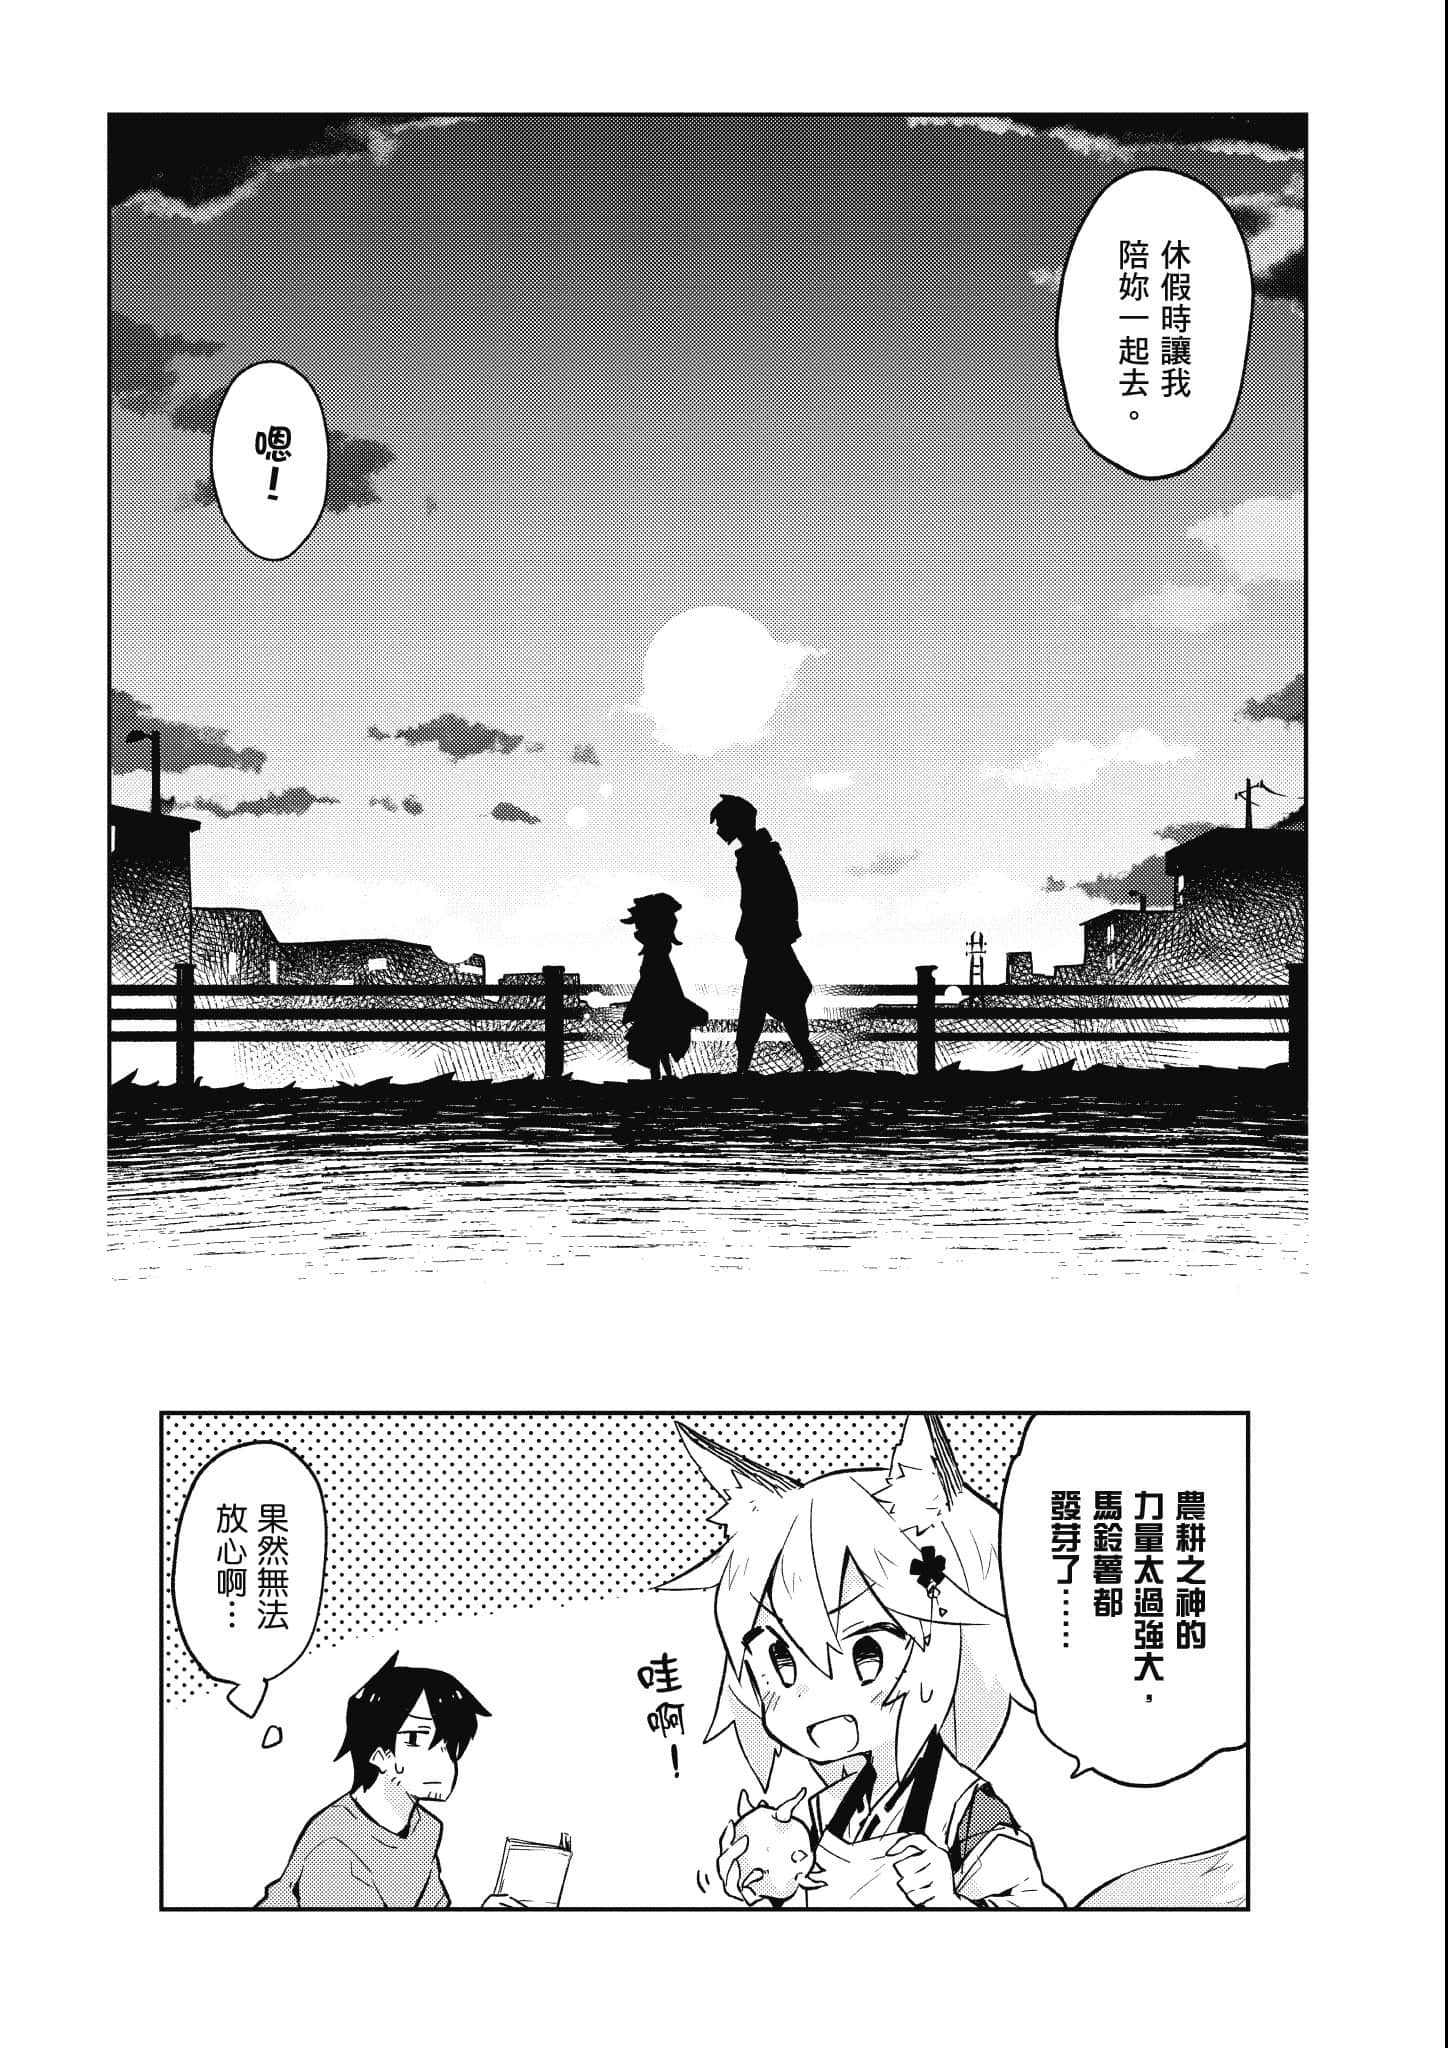 休假時讓我
陪妳一起去。
嗯！
農耕之神的
力量太過強大，
馬鈴薯都
發芽了……
哇啊！
果然無法
放心啊…